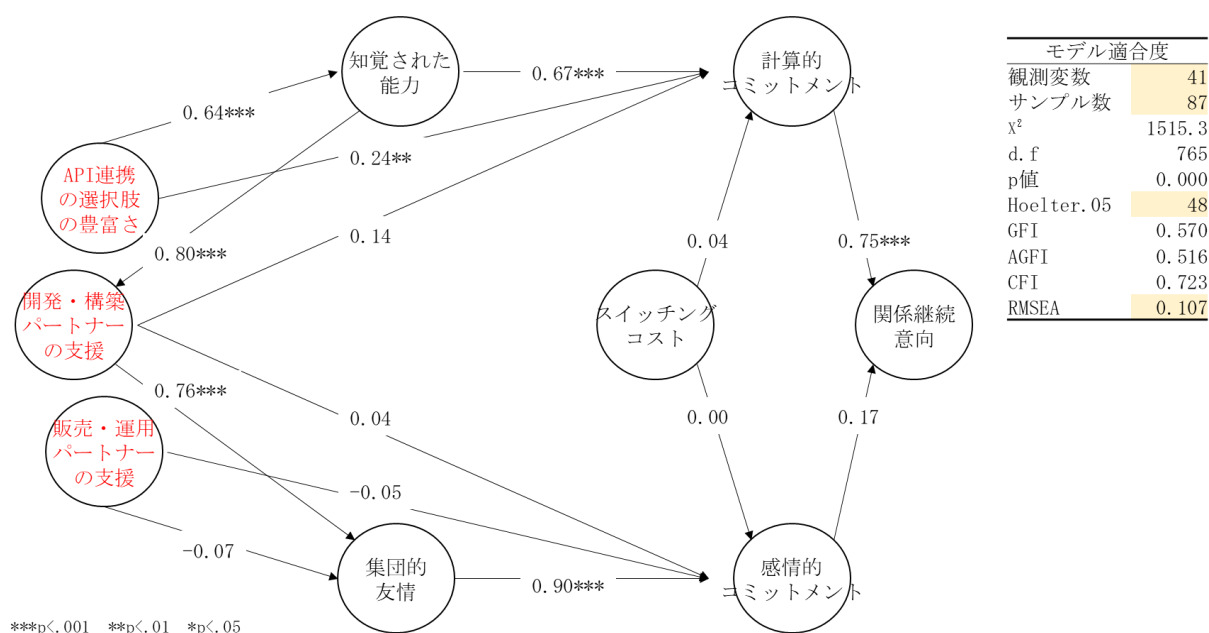 知覚された
能力
0.67***
計算的
コミットメント
0.64***
API連携
の選択肢
の豊富さ
0.24**
0.14
0.80***
開発・構築
パートナー
の支援
0.04
0.75***
スイッチング
コスト
関係継続
意向
0.76***
0.04
0.00
0.17
販売・運用
パートナー
の支援
-0.05
-0.07
集団的
友情
0.90***
感情的
コミットメント
***p<.001 **p<.01 *p<.05
モデル適合度
観測変数 41
サンプル数 87
X² 1515.3
d.f 765
p値 0.000
Hoelter.05 48
GFI 0.570
AGFI 0.516
CFI 0.723
RMSEA 0.107